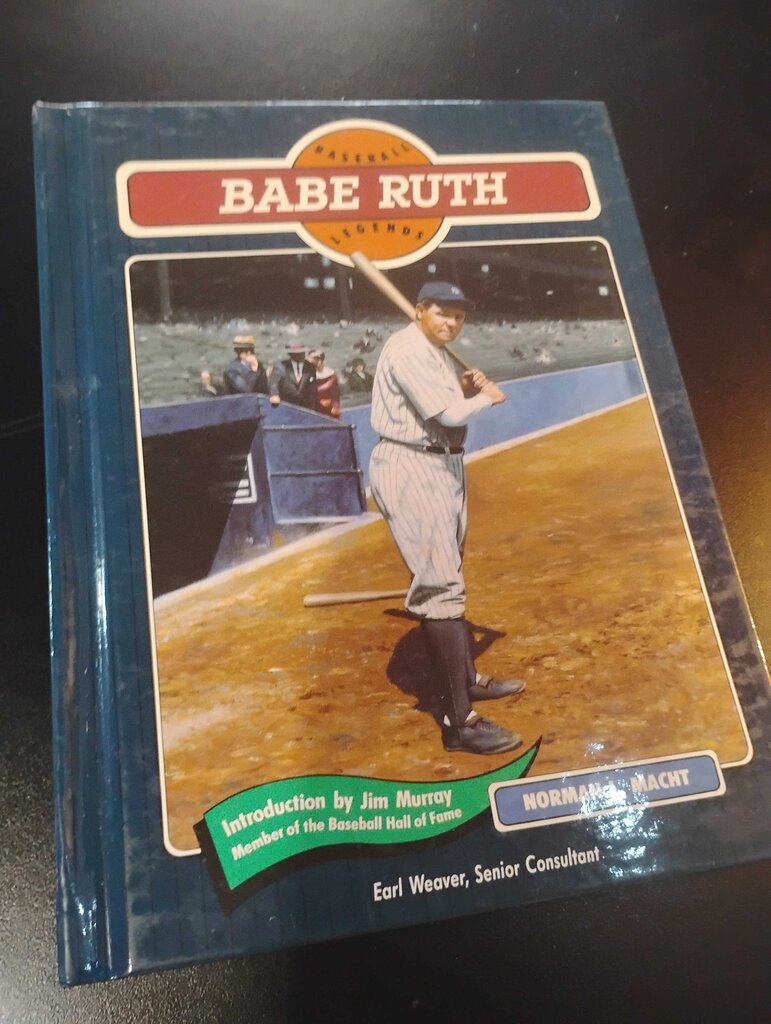 BASEBALL
BABE RUTH
LEGENDS
Introduction by Jim Murray
Member of the Baseball Hall of Fame
NORMAN MACHT
Earl Weaver, Senior Consultant